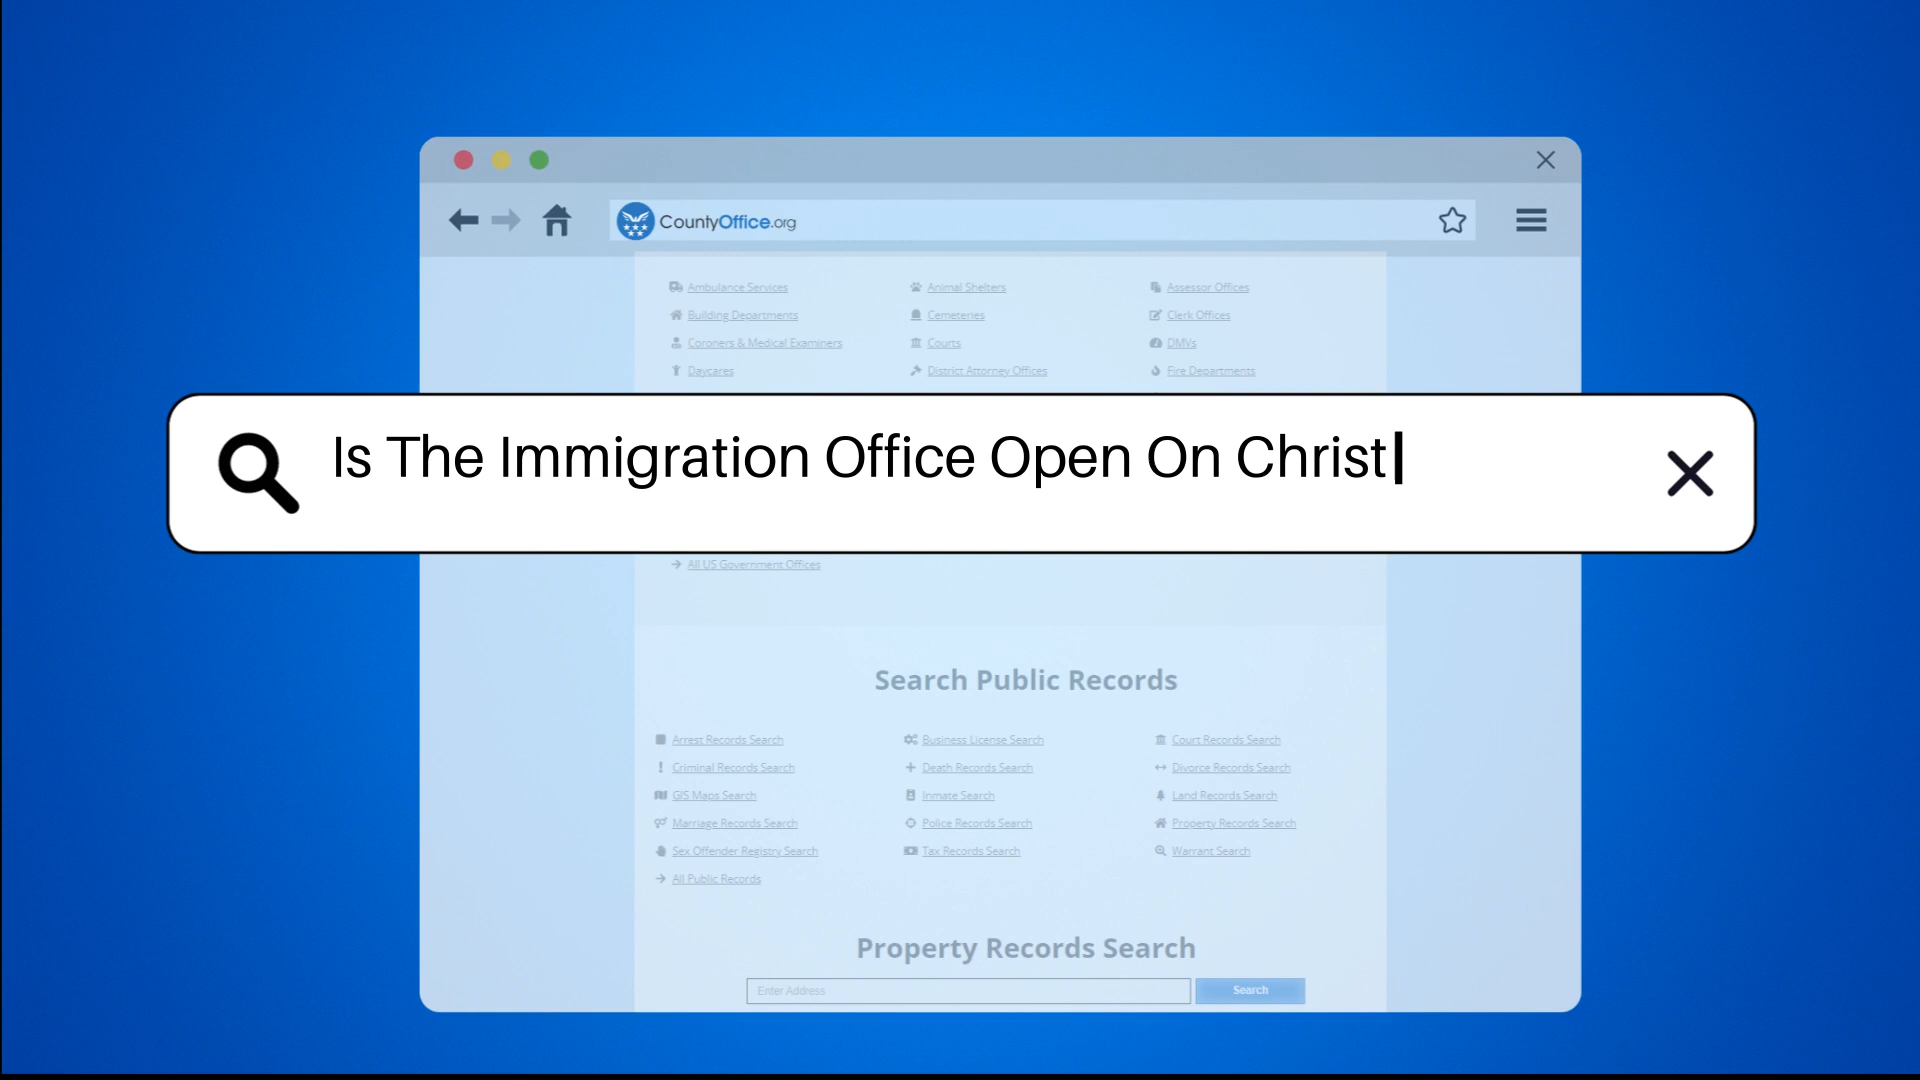 CountyOffice.org
Ambulance Services Animal Shelters Assessor Offices
Building Departments Cemeteries Clerk Offices
Coroners & Medical Examiners Courts DMVs
Daycares District Attorney Offices Fire Departments
Is The Immigration Office Open On Christ
All US Government Offices
Search Public Records
Arrest Records Search Business License Search Court Records Search
Criminal Records Search Death Records Search Divorce Records Search
GIS Maps Search Inmate Search Land Records Search
Marriage Records Search Police Records Search Property Records Search
Sex Offender Registry Search Tax Records Search Warrant Search
All Public Records
Property Records Search
Enter Address Search